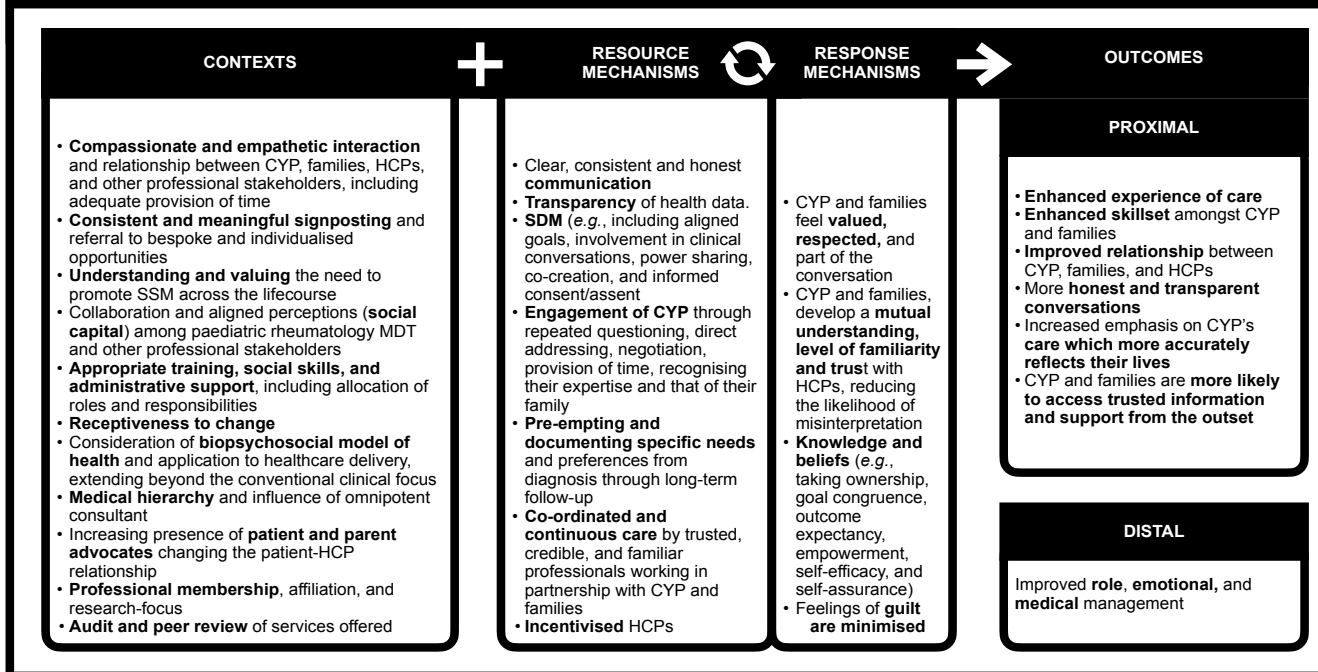 CONTEXTS
• Compassionate and empathetic interaction
and relationship between CYP, families, HCPs,
and other professional stakeholders, including
adequate provision of time
• Consistent and meaningful signposting and
referral to bespoke and individualised
opportunities
• Understanding and valuing the need to
promote SSM across the lifecourse
• Collaboration and aligned perceptions (social
capital) among paediatric rheumatology MDT
and other professional stakeholders
• Appropriate training, social skills, and
administrative support, including allocation of
roles and responsibilities
• Receptiveness to change
• Consideration of biopsychosocial model of
health and application to healthcare delivery,
extending beyond the conventional clinical focus
• Medical hierarchy and influence of omnipotent
consultant
• Increasing presence of patient and parent
advocates changing the patient-HCP
relationship
• Professional membership, affiliation, and
research-focus
• Audit and peer review of services offered
RESOURCE
MECHANISMS
• Clear, consistent and honest
communication
• Transparency of health data.
• SDM (e.g., including aligned
goals, involvement in clinical
conversations, power sharing,
co-creation, and informed
consent/assent
• Engagement of CYP through
repeated questioning, direct
addressing, negotiation,
provision of time, recognising
their expertise and that of their
family
• Pre-empting and
documenting specific needs
and preferences from
diagnosis through long-term
follow-up
• Co-ordinated and
continuous care by trusted,
credible, and familiar
professionals working in
partnership with CYP and
families
• Incentivised HCPs
RESPONSE
MECHANISMS
• CYP and families
feel valued,
respected, and
part of the
conversation
• CYP and families,
develop a mutual
understanding,
level of familiarity
and trust with
HCPs, reducing
the likelihood of
misinterpretation
• Knowledge and
beliefs (e.g.,
taking ownership,
goal congruence,
outcome
expectancy,
empowerment,
self-efficacy, and
self-assurance)
• Feelings of guilt
are minimised
OUTCOMES
PROXIMAL
• Enhanced experience of care
• Enhanced skillset amongst CYP
and families
• Improved relationship between
CYP, families, and HCPs
• More honest and transparent
conversations
• Increased emphasis on CYP's
care which more accurately
reflects their lives
• CYP and families are more likely
to access trusted information
and support from the outset
DISTAL
Improved role, emotional, and
medical management